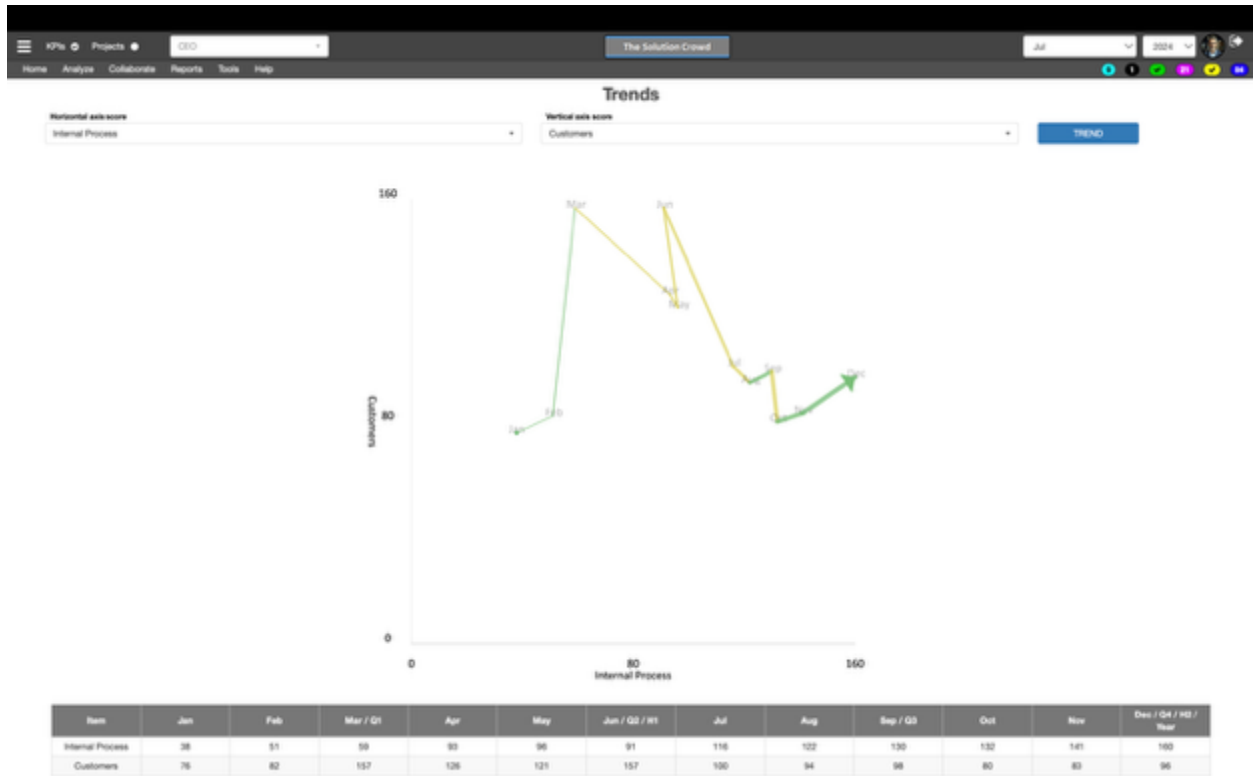 KPIs Projects CEO The Solution Crowd Jul 2024
Home Analyze Collaborate Reports Tools Help
Trends
Horizontal axis score Vertical axis score
Internal Process Customers TREND
160
Mar Jun
Apr
May
Jul Sep
Aug Dec
Customers
80
Jan Feb
Oct Nov
0
0 80 160
Internal Process
Item Jan Feb Mar / Q1 Apr May Jun / Q2 / H1 Jul Aug Sep / Q3 Oct Nov Dec / Q4 / H2 / Year
Internal Process 38 51 59 93 96 91 116 122 130 132 141 160
Customers 76 82 157 126 121 157 100 94 98 80 83 96